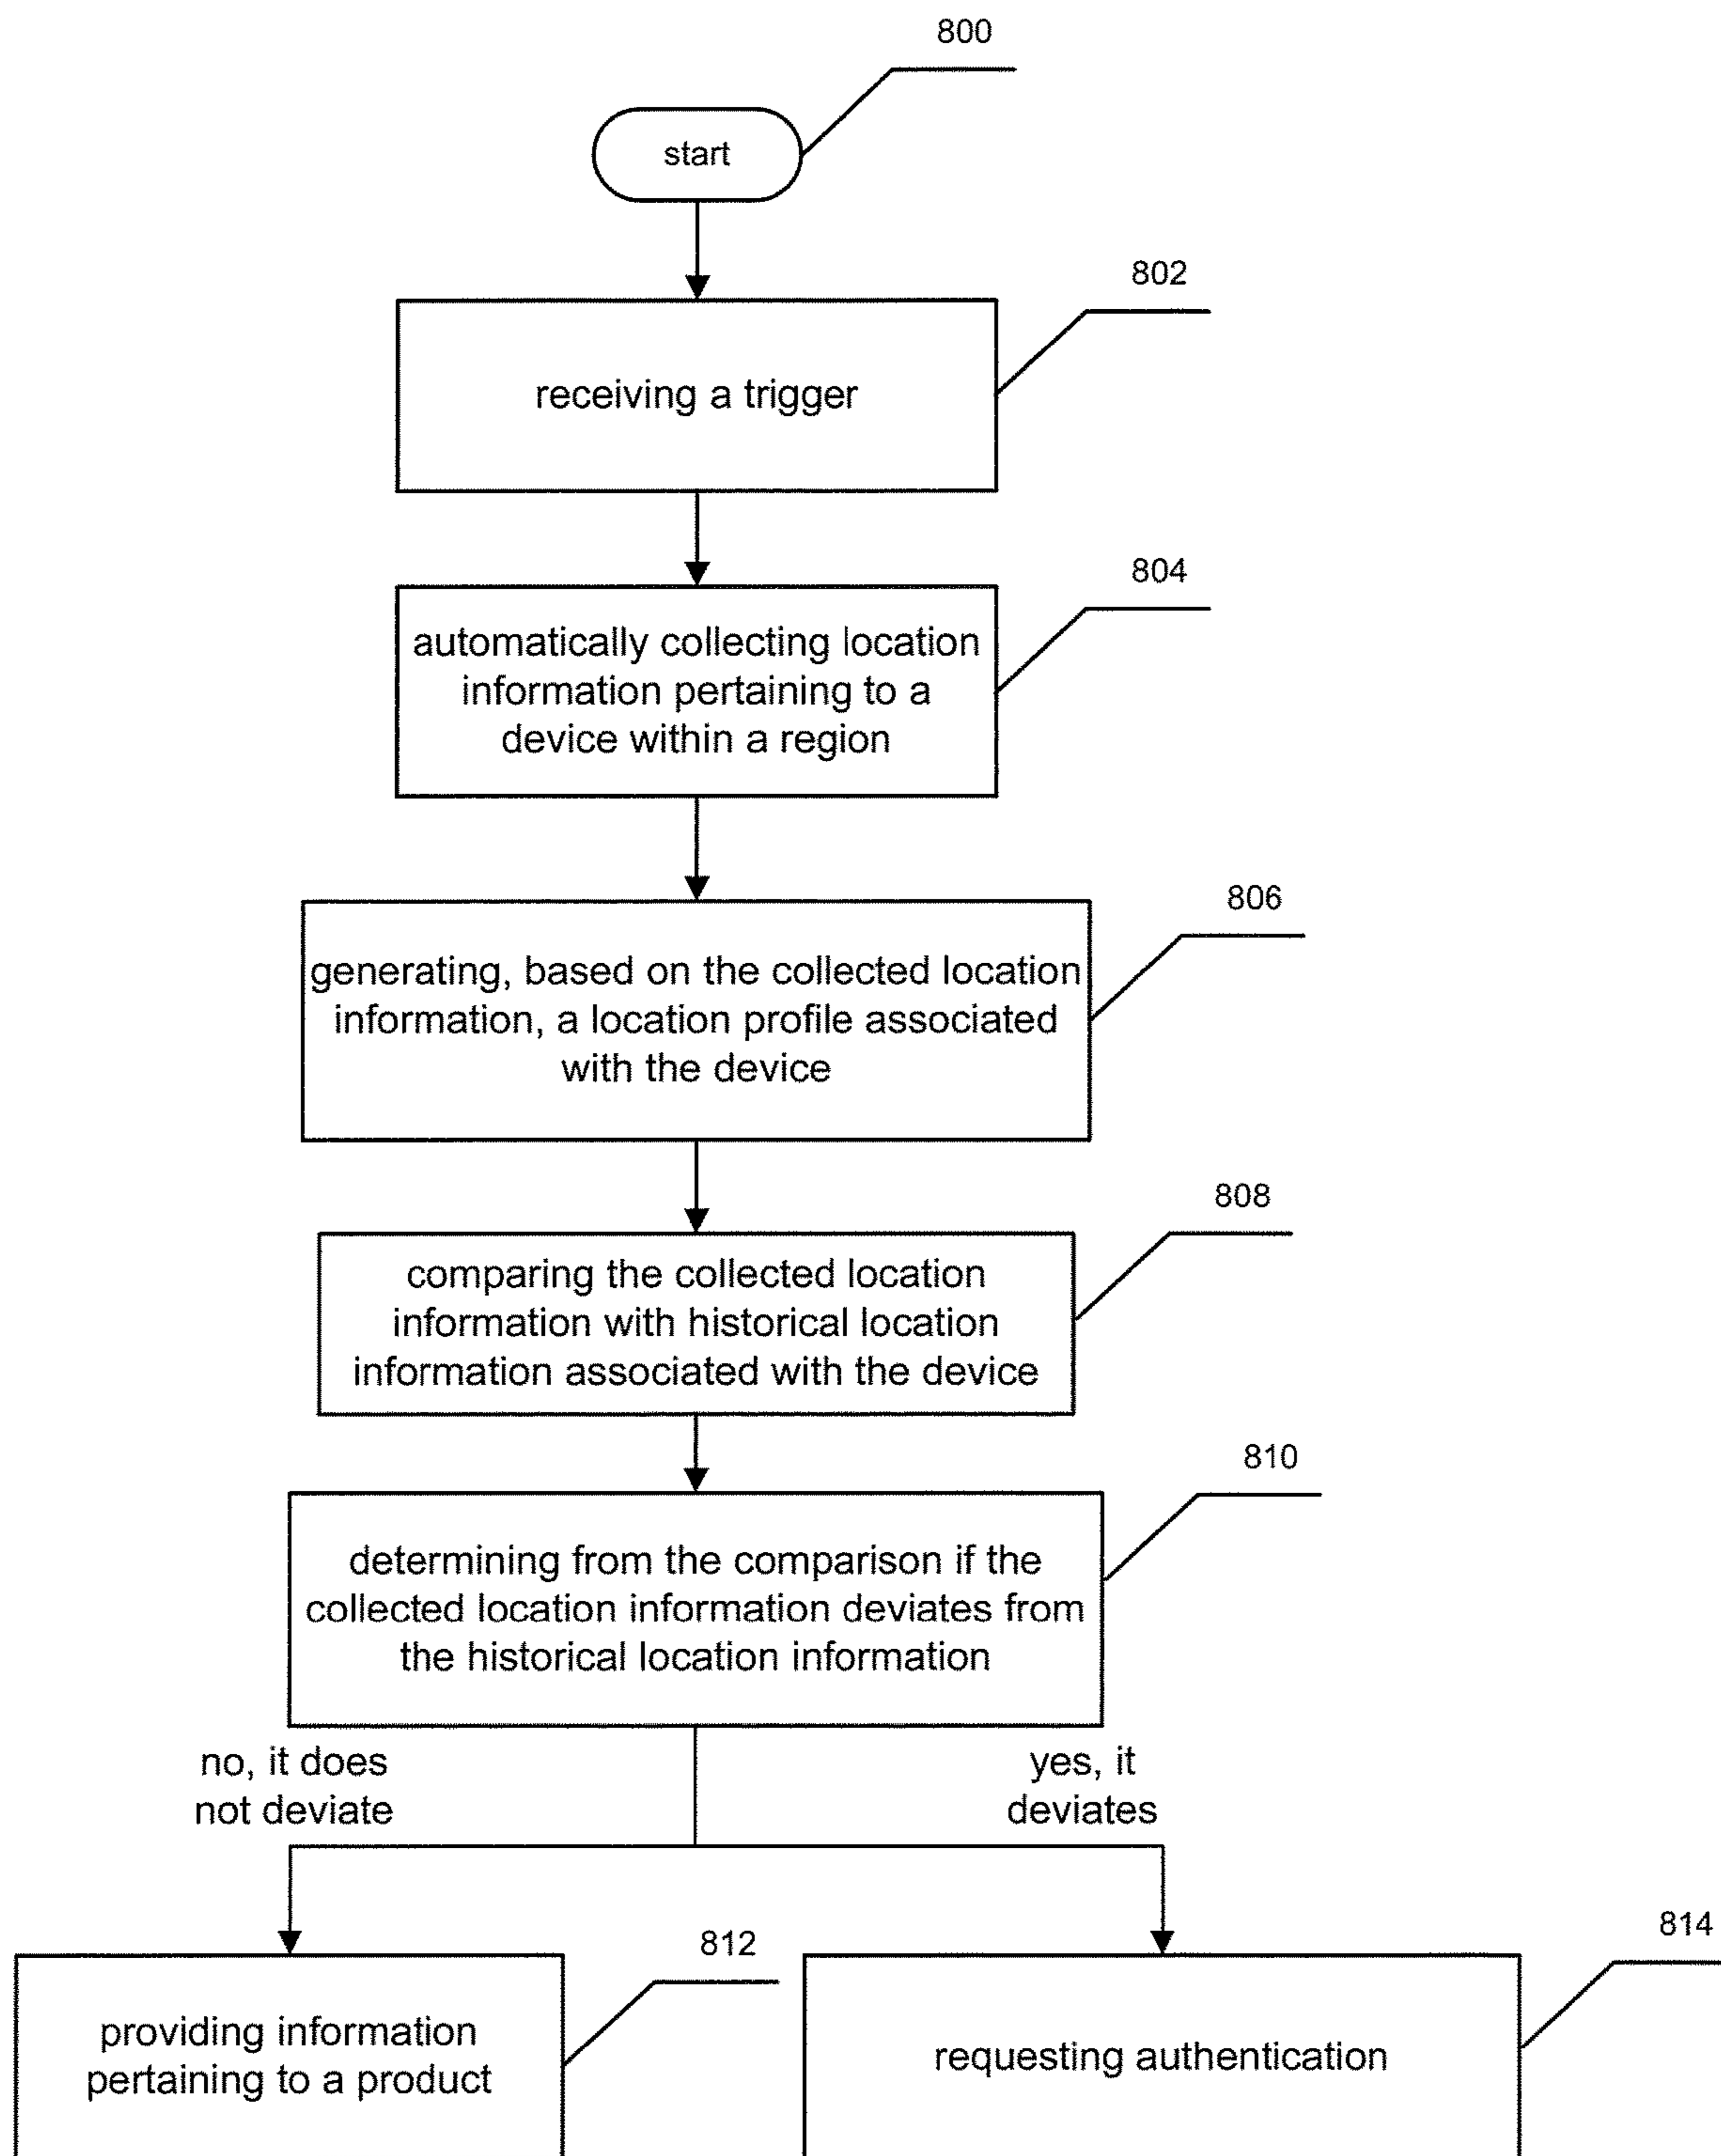 800
start
802
receiving a trigger
804
automatically collecting location
information pertaining to a
device within a region
806
generating, based on the collected location
information, a location profile associated
with the device
808
comparing the collected location
information with historical location
information associated with the device
810
determining from the comparison if the
collected location information deviates from
the historical location information
no, it does
not deviate
yes, it
deviates
812
providing information
pertaining to a product
814
requesting authentication